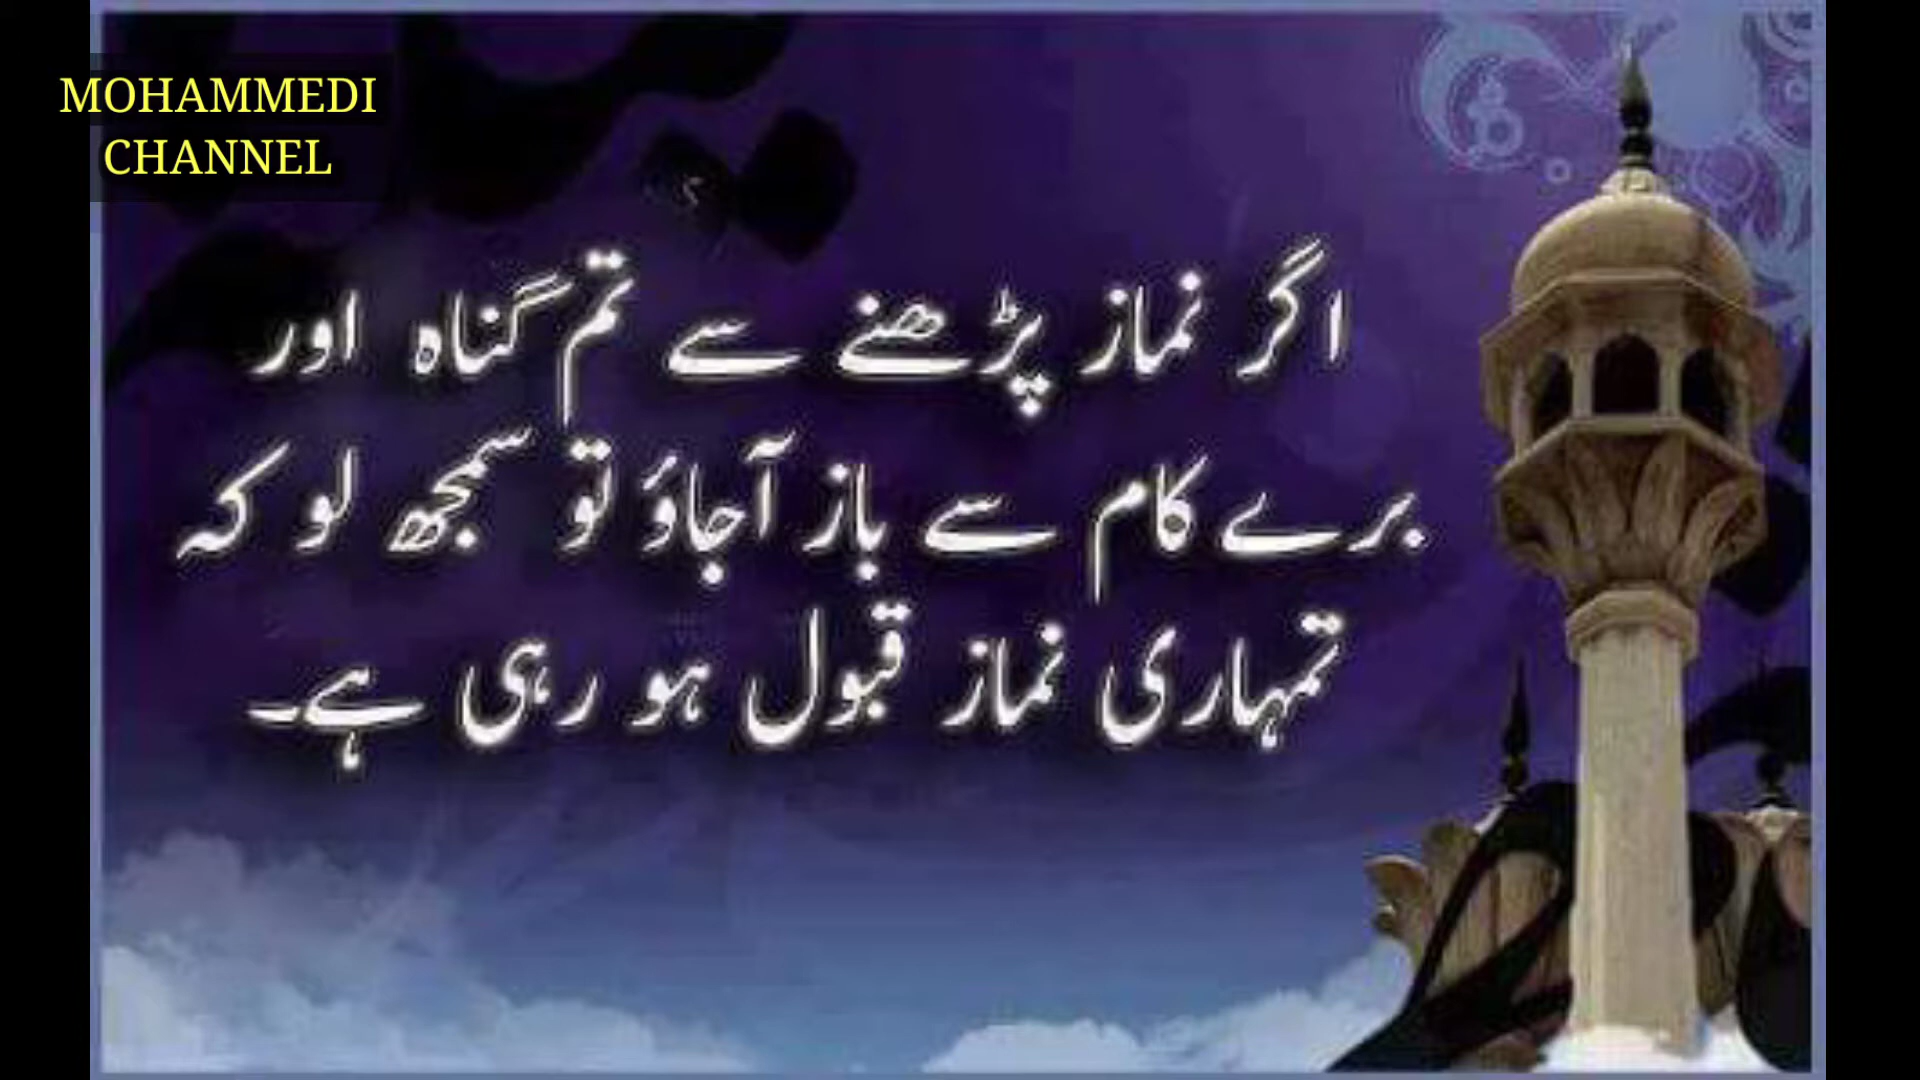 MOHAMMEDI
CHANNEL
اگر نماز پڑھنے سے تم گناہ اور
برے کام سے باز آجاؤ تو سمجھ لو کہ
تمہاری نماز قبول ہو رہی ہے۔